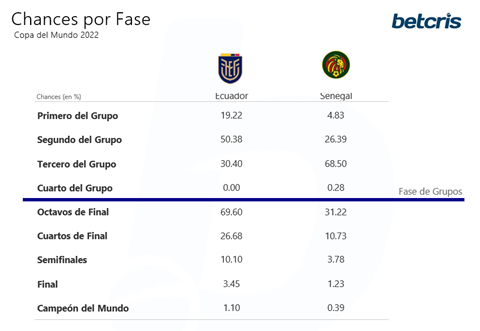 Chances por Fase
Copa del Mundo 2022
betcris
Chances (en %) Ecuador Senegal
Primero del Grupo 19.22 4.83
Segundo del Grupo 50.38 26.39
Tercero del Grupo 30.40 68.50
Cuarto del Grupo 0.00 0.28
Fase de Grupos
Octavos de Final 69.60 31.22
Cuartos de Final 26.68 10.73
Semifinales 10.10 3.78
Final 3.45 1.23
Campeón del Mundo 1.10 0.39